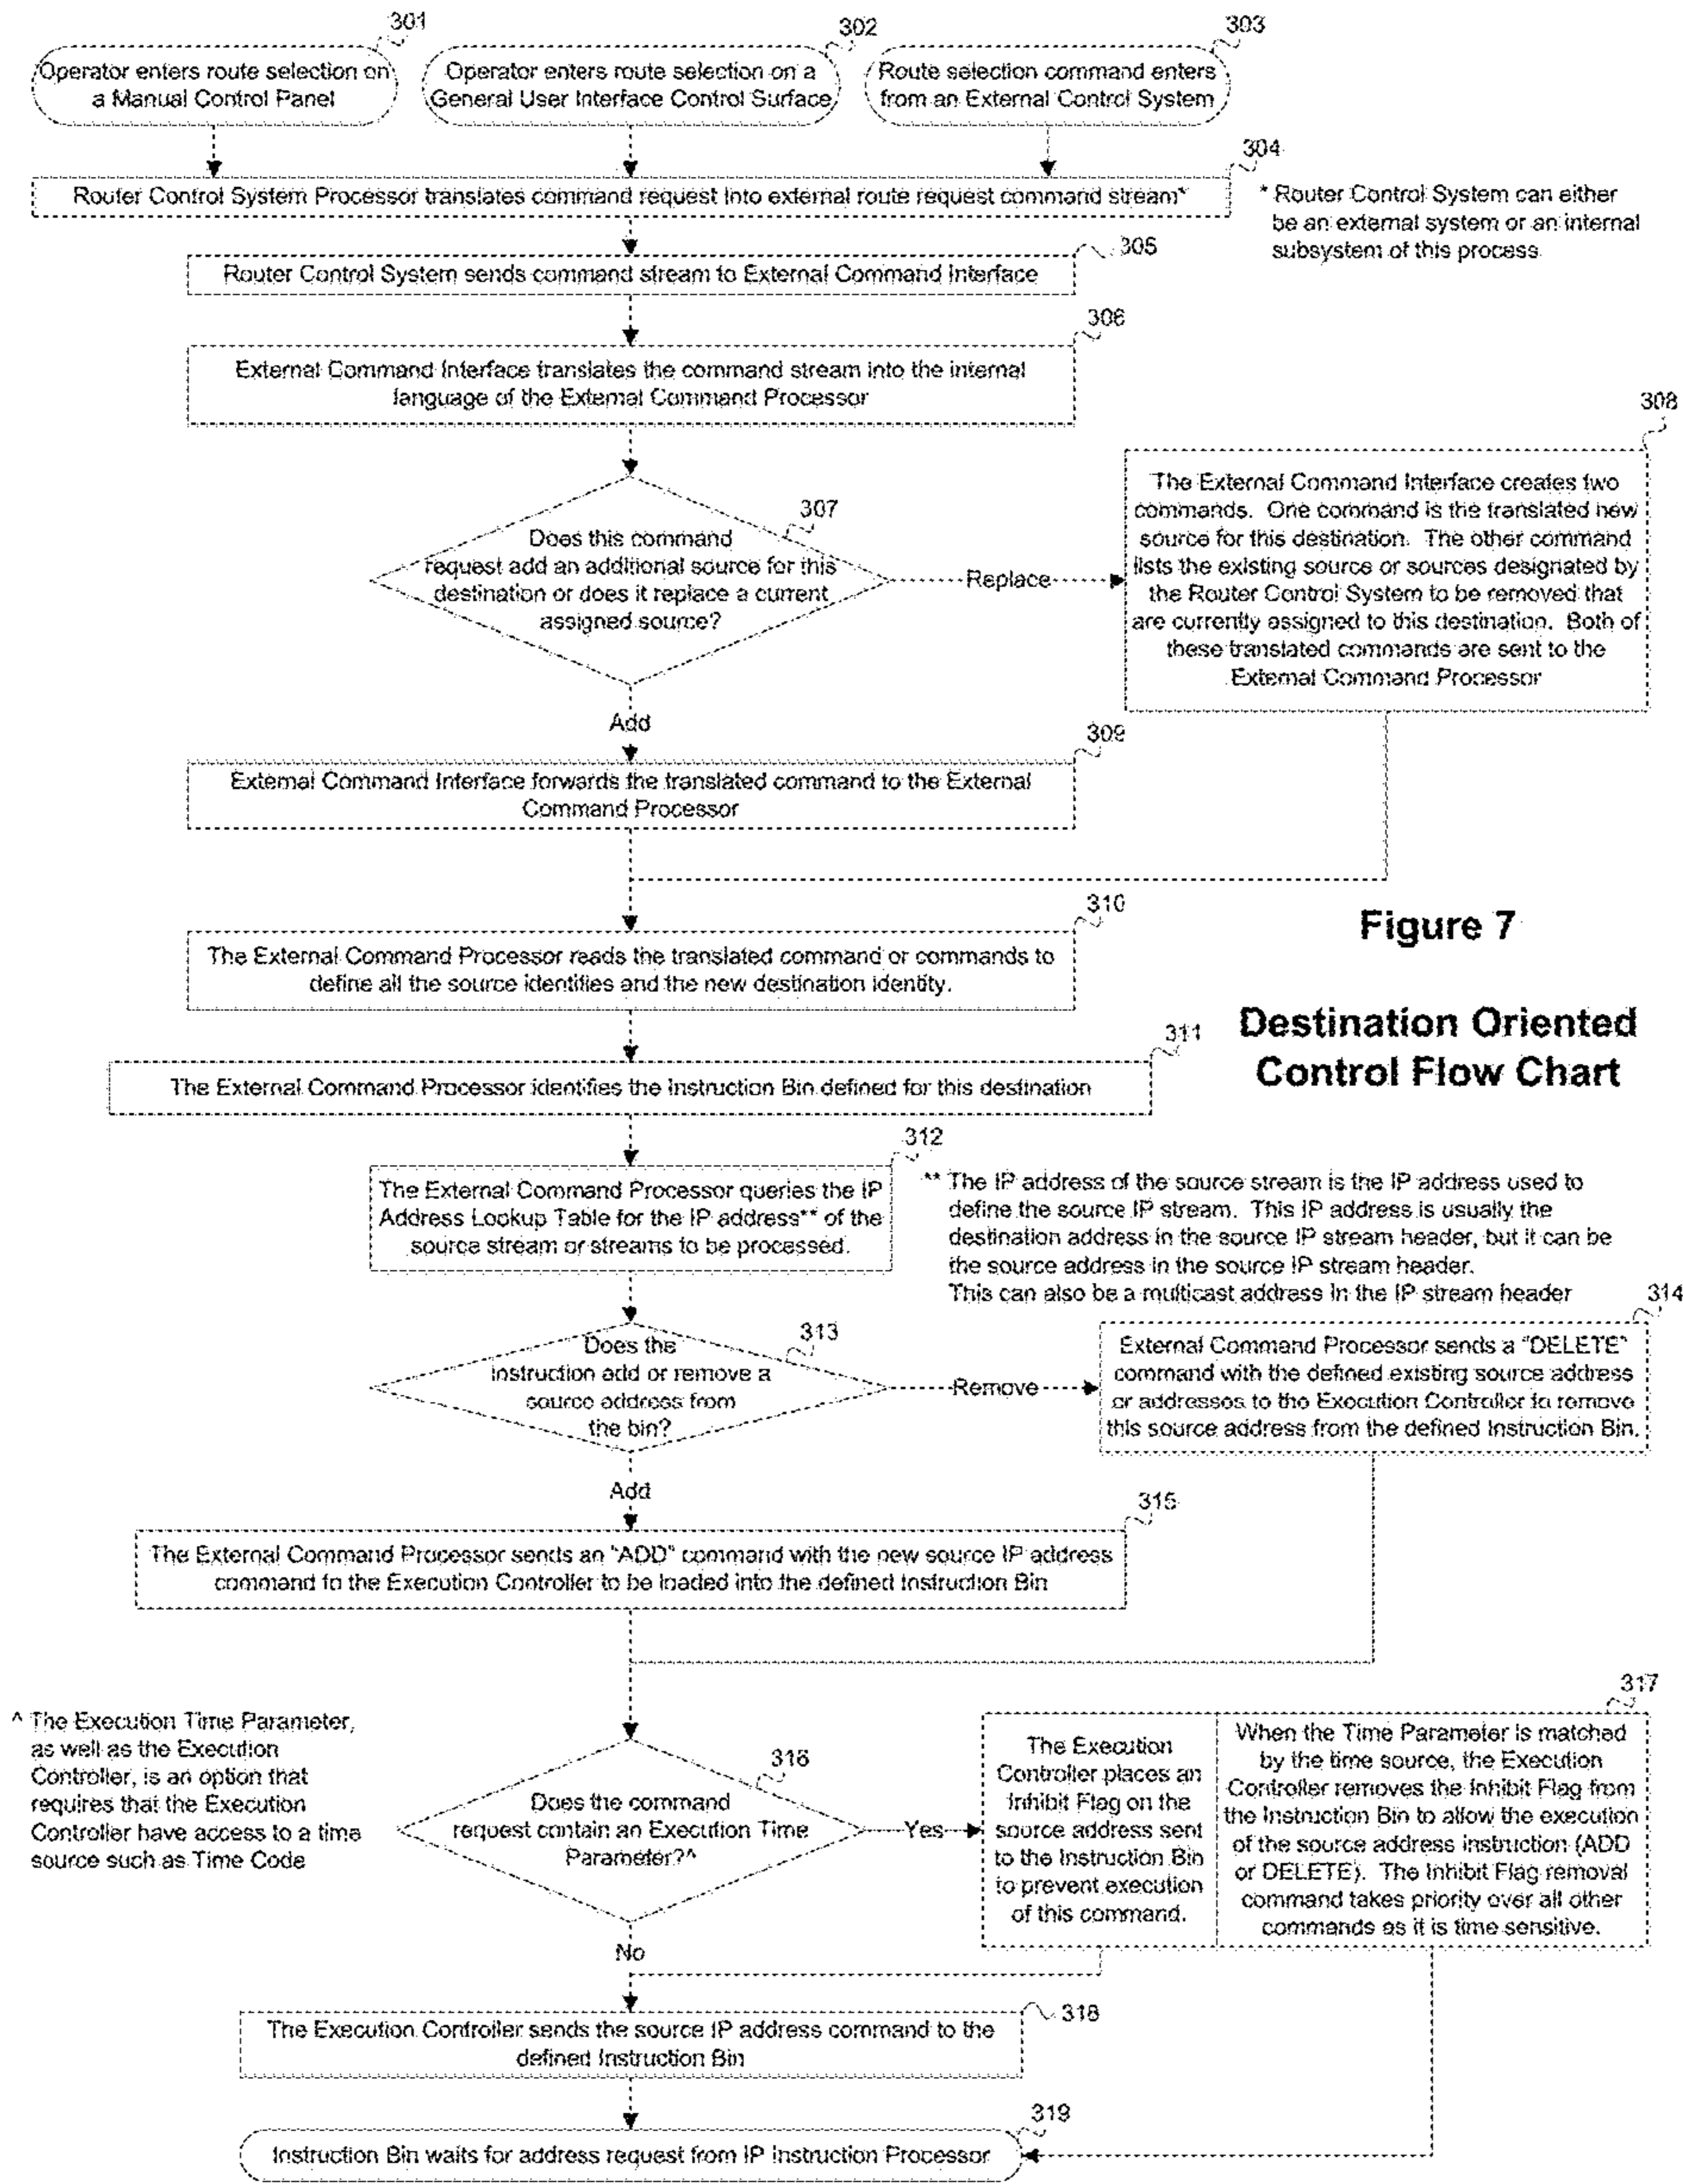 301
302
303
Operator enters route selection on
a Manual Control Panel
Operator enters route selection on a
General User Interface Control Surface
Route selection command enters
from an External Control System
304
Router Control System Processor translates command request into external route request command stream*
* Router Control System can either
be an external system or an internal
subsystem of this process
305
Router Control System sends command stream to External Command Interface
306
External Command Interface translates the command stream into the internal
language of the External Command Processor
307
Does this command
request add an additional source for this
destination or does it replace a current
assigned source?
Replace
308
The External Command Interface creates two
commands. One command is the translated new
source for this destination. The other command
lists the existing source or sources designated by
the Router Control System to be removed that
are currently assigned to this destination. Both of
these translated commands are sent to the
External Command Processor
Add
309
External Command Interface forwards the translated command to the External
Command Processor
310
The External Command Processor reads the translated command or commands to
define all the source identities and the new destination identity.
Figure 7
Destination Oriented
Control Flow Chart
311
The External Command Processor identifies the Instruction Bin defined for this destination
312
The External Command Processor queries the IP
Address Lookup Table for the IP address** of the
source stream or streams to be processed.
** The IP address of the source stream is the IP address used to
define the source IP stream. This IP address is usually the
destination address in the source IP stream header, but it can be
the source address in the source IP stream header.
This can also be a multicast address in the IP stream header
313
Does the
instruction add or remove a
source address from
the bin?
Remove
314
External Command Processor sends a "DELETE"
command with the defined existing source address
or addresses to the Execution Controller to remove
this source address from the defined Instruction Bin.
Add
315
The External Command Processor sends an "ADD" command with the new source IP address
command to the Execution Controller to be loaded into the defined Instruction Bin
^ The Execution Time Parameter,
as well as the Execution
Controller, is an option that
requires that the Execution
Controller have access to a time
source such as Time Code
316
Does the command
request contain an Execution Time
Parameter?^
Yes
317
The Execution
Controller places an
Inhibit Flag on the
source address sent
to the Instruction Bin
to prevent execution
of this command.
When the Time Parameter is matched
by the time source, the Execution
Controller removes the Inhibit Flag from
the Instruction Bin to allow the execution
of the source address instruction (ADD
or DELETE). The Inhibit Flag removal
command takes priority over all other
commands as it is time sensitive.
No
318
The Execution Controller sends the source IP address command to the
defined Instruction Bin
319
Instruction Bin waits for address request from IP Instruction Processor